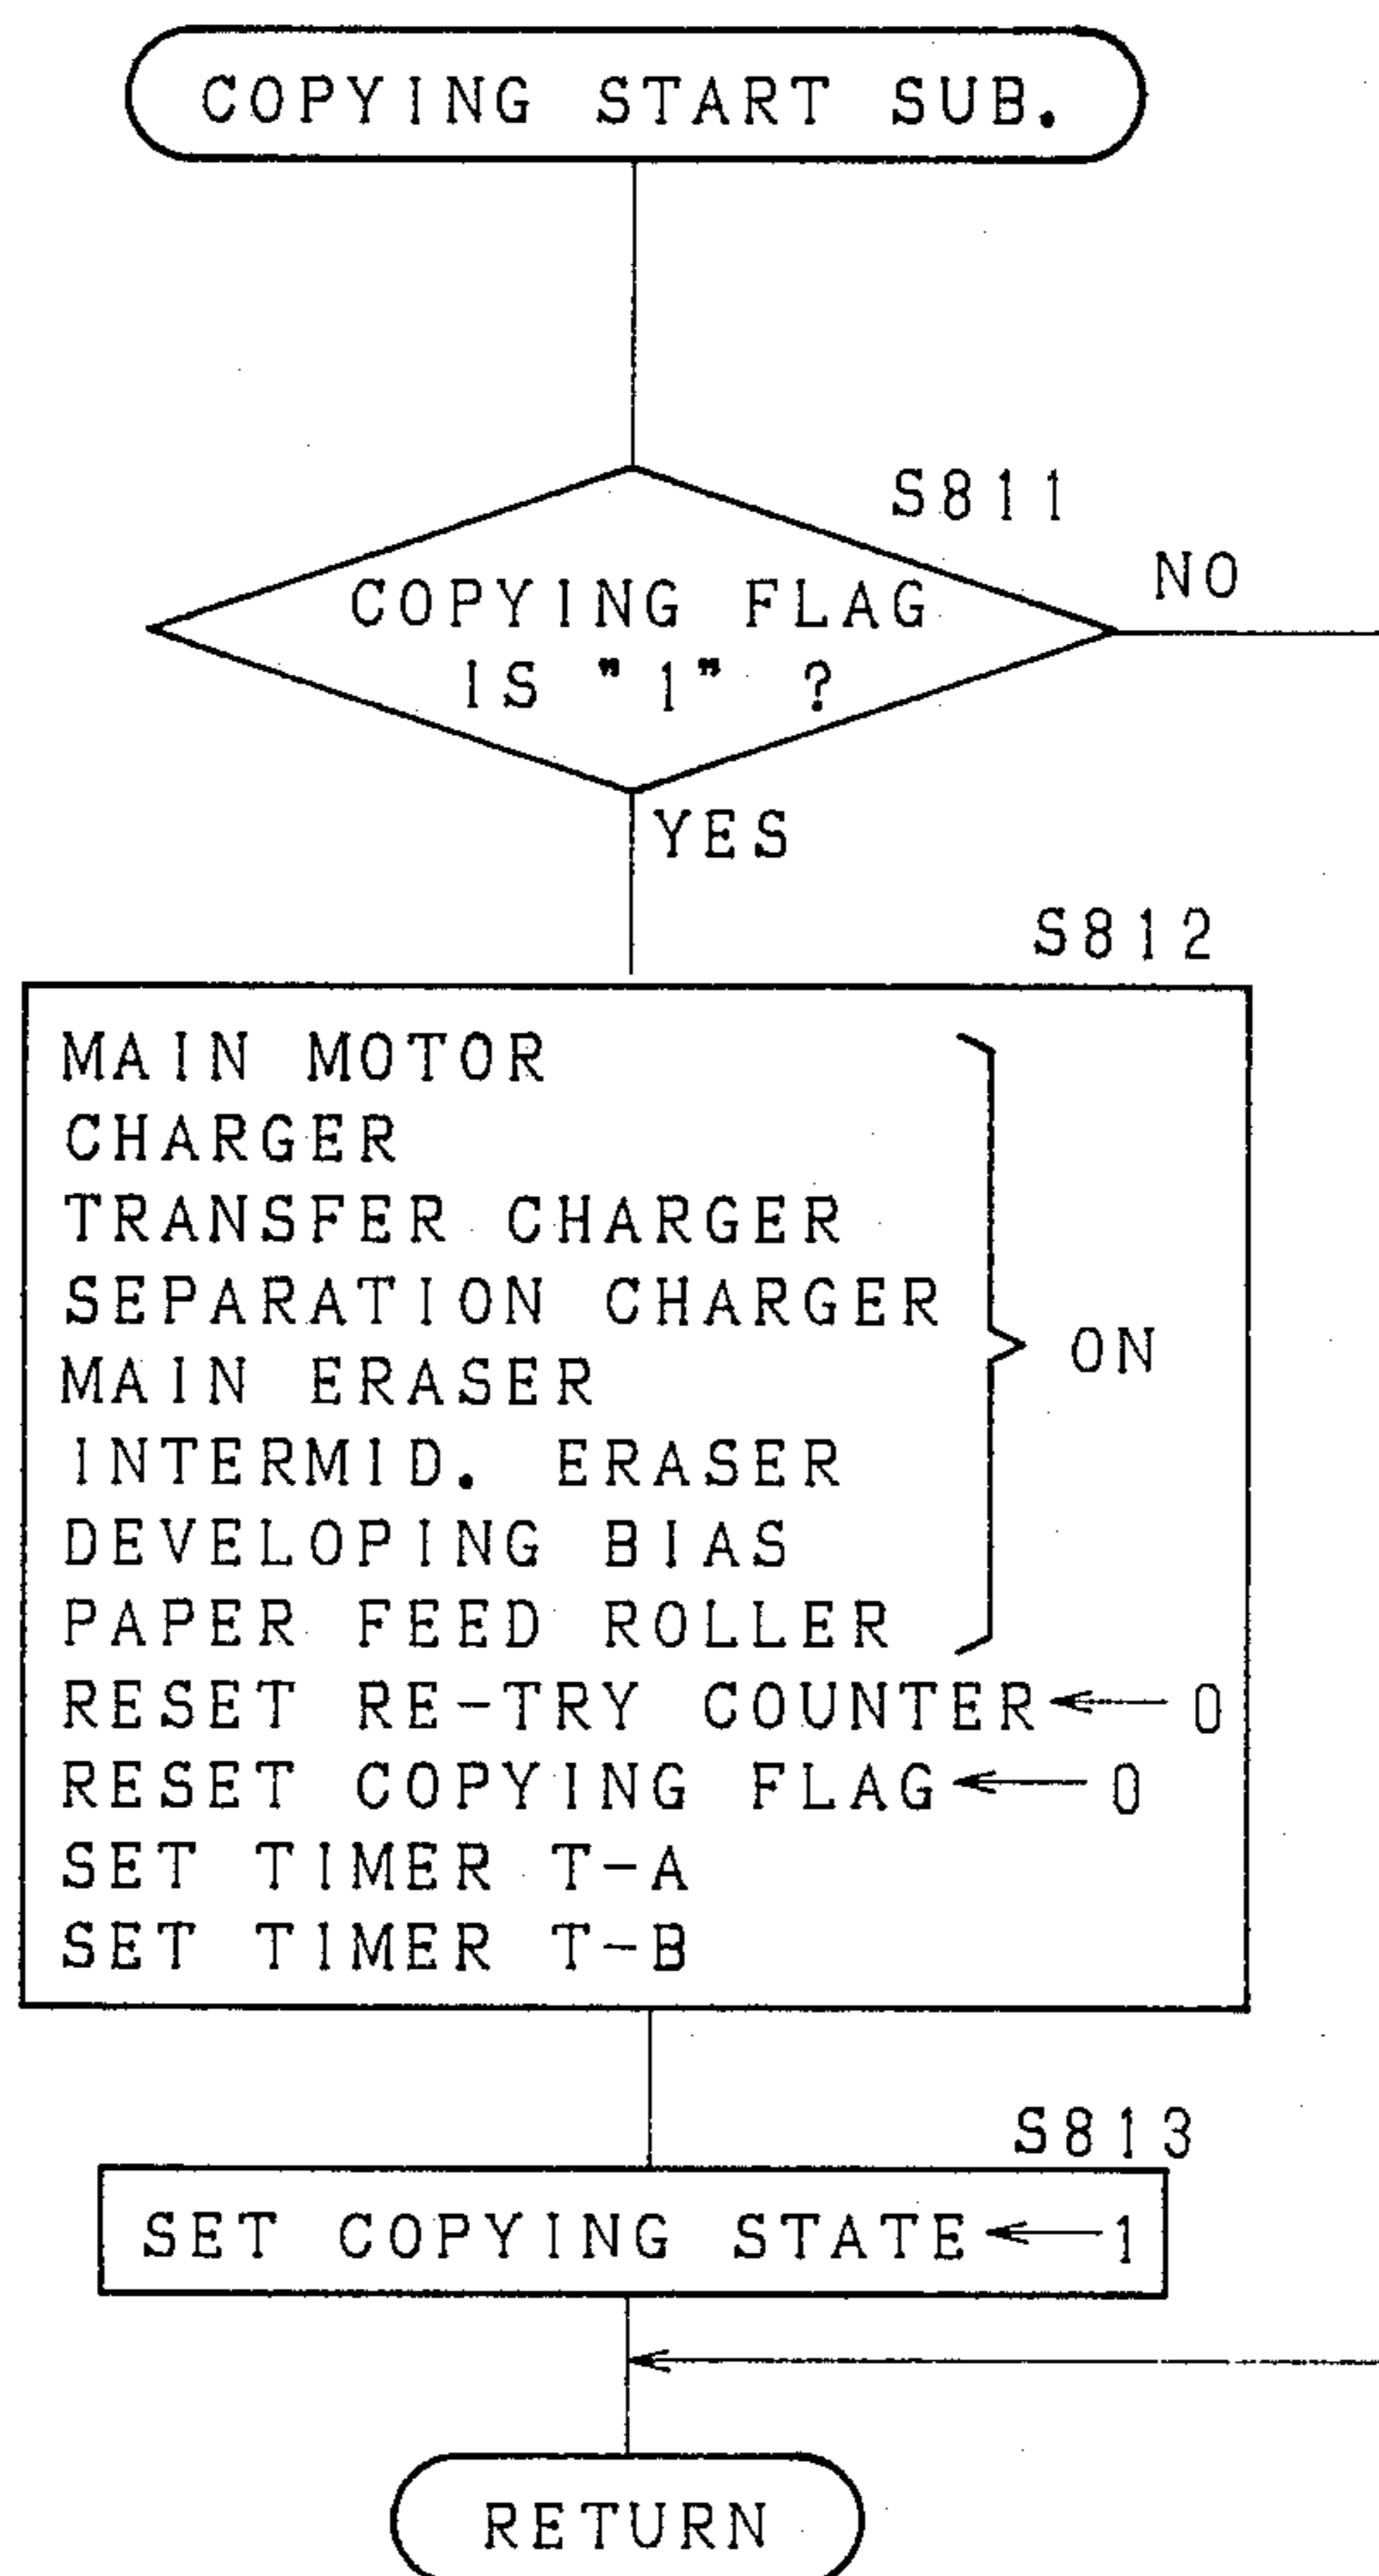 COPYING START SUB.
S811
COPYING FLAG
IS "1" ?
NO
YES
S812
MAIN MOTOR
CHARGER
TRANSFER CHARGER
SEPARATION CHARGER
MAIN ERASER
INTERMID. ERASER
DEVELOPING BIAS
PAPER FEED ROLLER
ON
RESET RE-TRY COUNTER ← 0
RESET COPYING FLAG ← 0
SET TIMER T-A
SET TIMER T-B
S813
SET COPYING STATE ← 1
RETURN